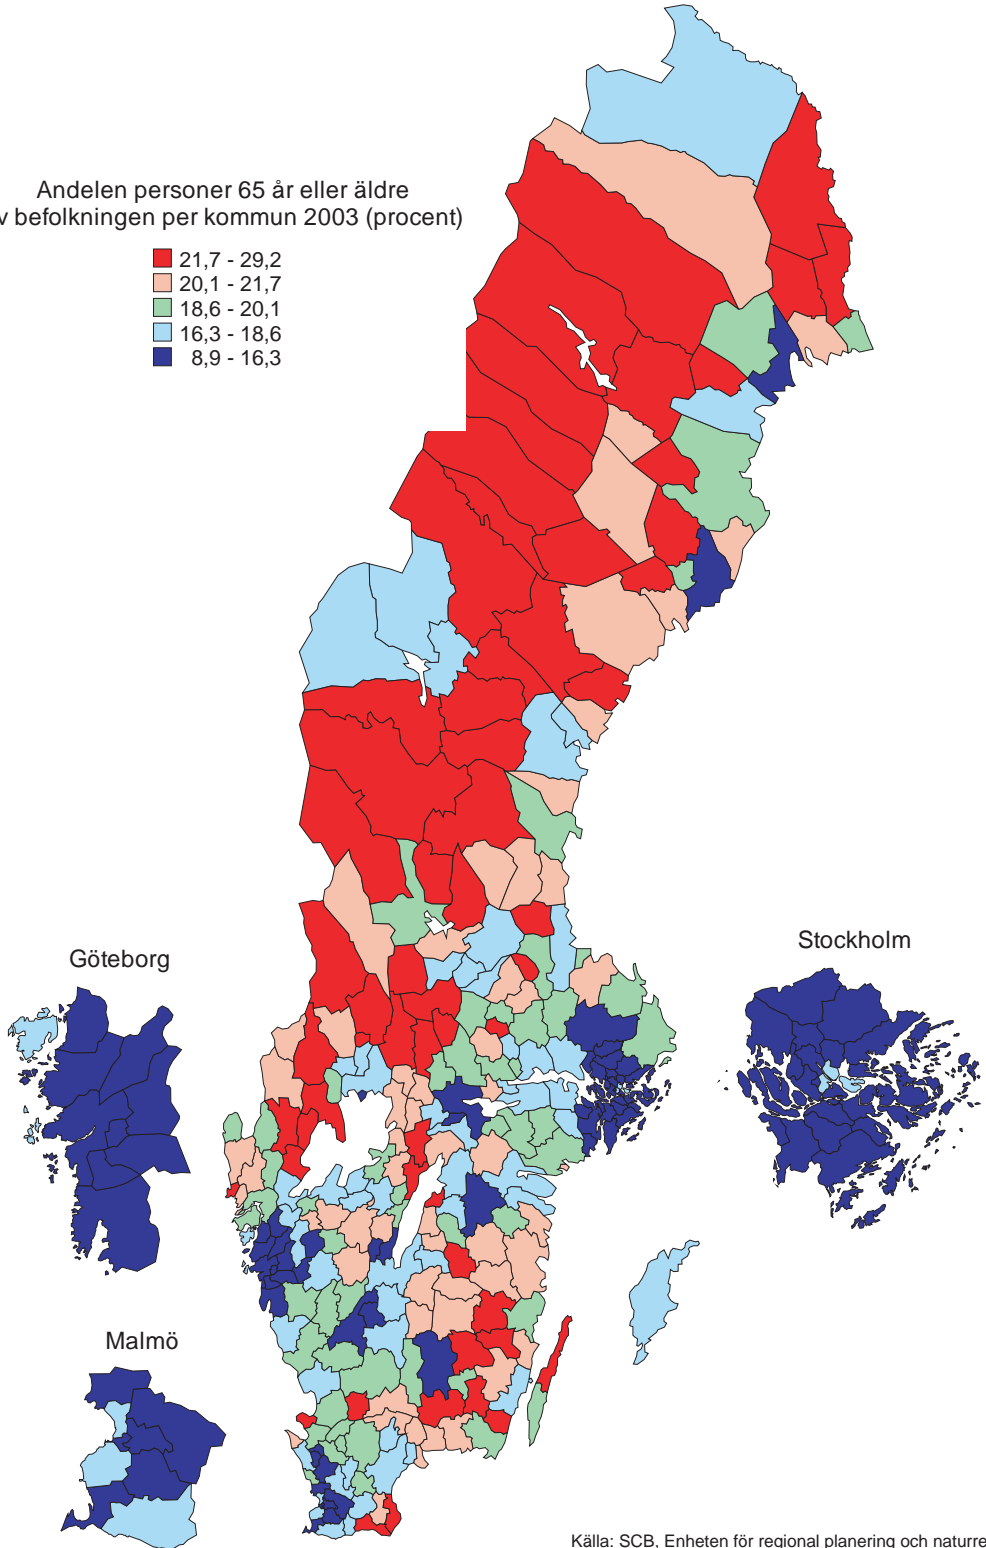 Andelen personer 65 år eller äldre
v befolkningen per kommun 2003 (procent)
21,7 - 29,2
20,1 - 21,7
18,6 - 20,1
16,3 - 18,6
8,9 - 16,3
Göteborg
Stockholm
Malmö
Källa: SCB, Enheten för regional planering och naturre